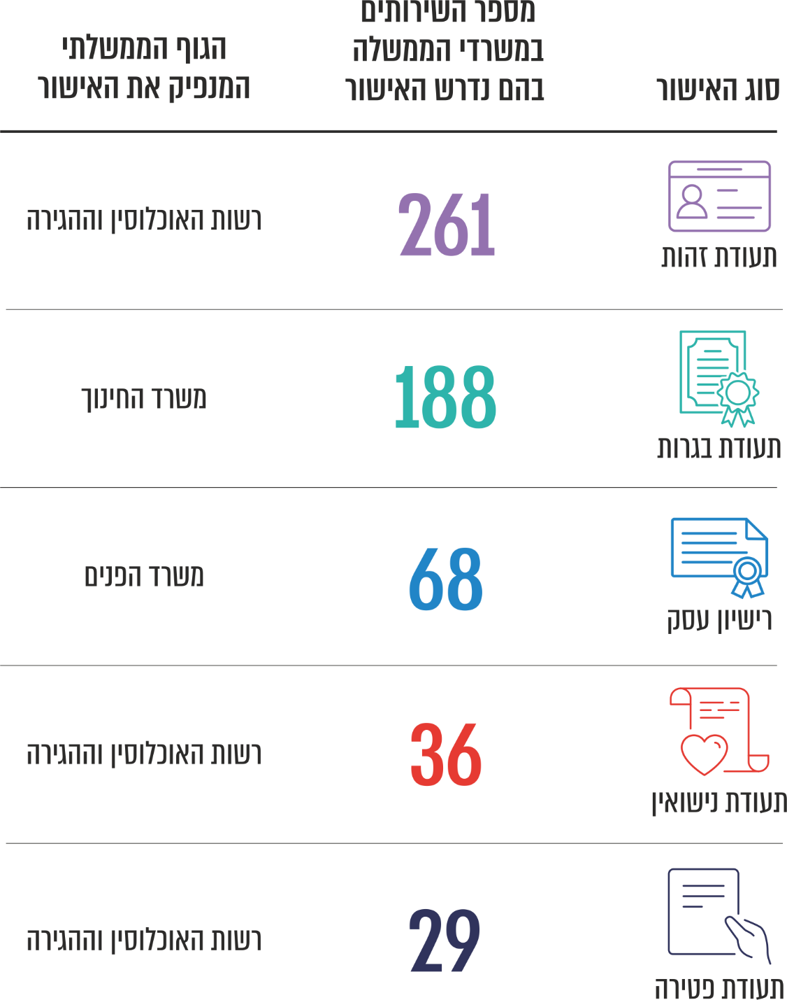 סוג האישור
מספר השירותים
במשרדי הממשלה
בהם נדרש האישור
הגוף הממשלתי
המנפיק את האישור
תעודת זהות
261
רשות האוכלוסין וההגירה
תעודת בגרות
188
משרד החינוך
רישיון עסק
68
משרד הפנים
תעודת נישואין
36
רשות האוכלוסין וההגירה
תעודת פטירה
29
רשות האוכלוסין וההגירה